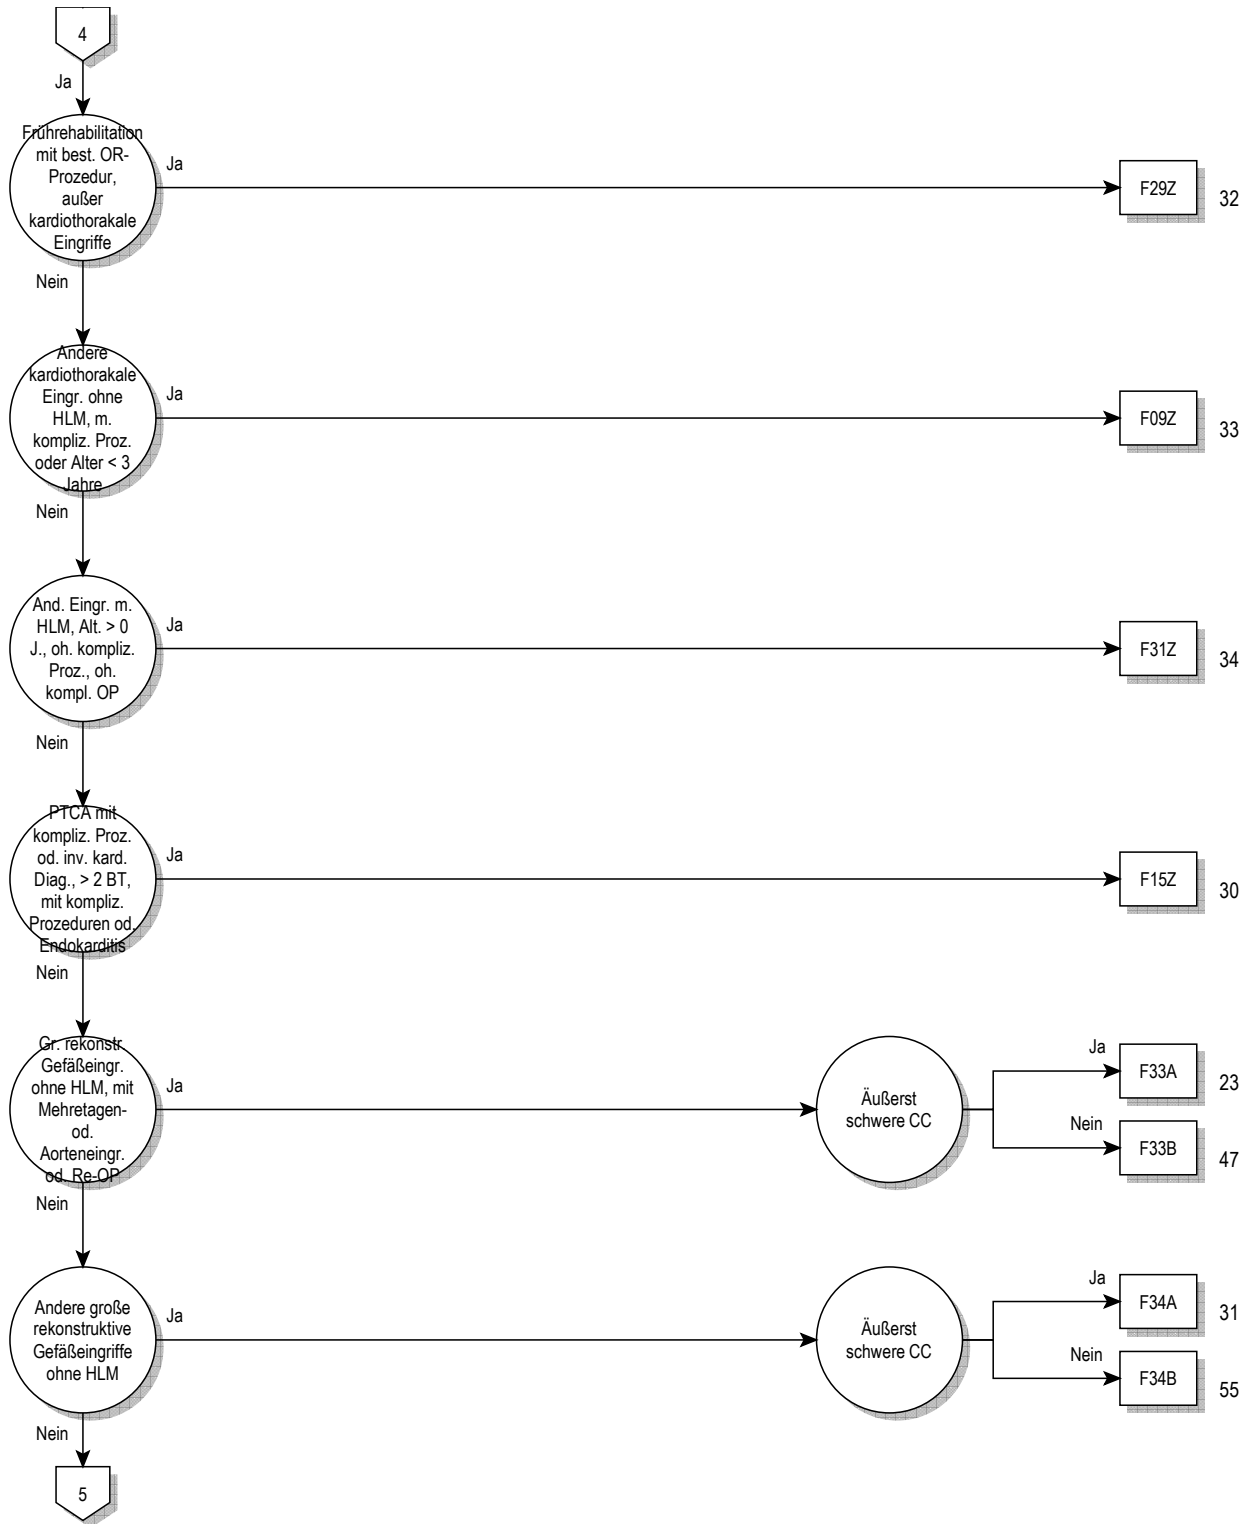 4
Ja
Frührehabilitation
mit best. OR-
Prozedur,
außer
kardiothorakale
Eingriffe
Ja
F29Z
32
Nein
Andere
kardiothorakale
Eingr. ohne
HLM, m.
kompliz. Proz.
oder Alter < 3
Jahre
Ja
F09Z
33
Nein
And. Eingr. m.
HLM, Alt. > 0
J., oh. kompliz.
Proz., oh.
kompl. OP
Ja
F31Z
34
Nein
PTCA mit
kompliz. Proz.
od. inv. kard.
Diag., > 2 BT,
mit kompliz.
Prozeduren od.
Endokarditis
Ja
F15Z
30
Nein
Gr. rekonstr.
Gefäßeingr.
ohne HLM, mit
Mehretagen-
od.
Aorteneingr.
od. Re-OP
Ja
Äußerst
schwere CC
Ja
F33A
23
Nein
F33B
47
Nein
Andere große
rekonstruktive
Gefäßeingriffe
ohne HLM
Ja
Äußerst
schwere CC
Ja
F34A
31
Nein
F34B
55
Nein
5